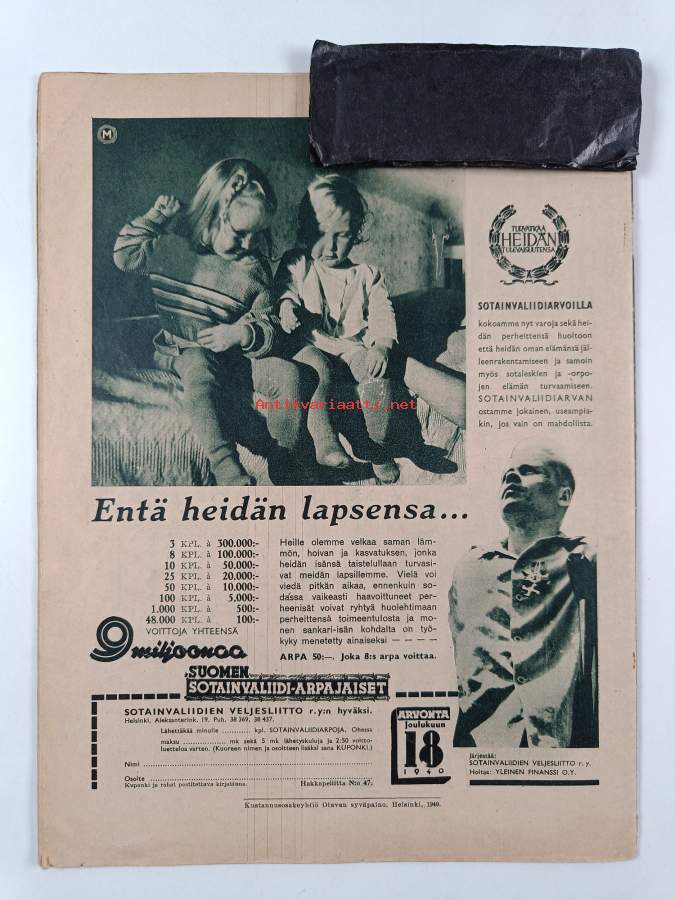 M
TURVATKAA
HEIDÄN
TULEVAISUUTENSA
SOTAINVALIIDIARVOILLA
kokoamme nyt varoja sekä hei-
dän perheittensä huoltoon
että heidän oman elämänsä jäl-
leenrakentamiseen ja samoin
myös sotaleskien ja -orpo-
jen elämän turvaamiseen.
SOTAINVALIIDIARVAN
ostamme jokainen, useampia-
kin, jos vain on mahdollista.
Antikvariaatti.net
Entä heidän lapsensa...
3 KPL. à 300.000:-
8 KPL. à 100.000:-
10 KPL. à 50.000:-
25 KPL. à 20.000:-
50 KPL. à 10.000:-
100 KPL. à 5.000:-
1.000 KPL. à 500:-
48.000 KPL. à 100:-
VOITTOJA YHTEENSÄ
9 miljoonaa
Heille olemme velkaa saman läm-
mön, hoivan ja kasvatuksen, jonka
heidän isänsä taistelullaan turvasi-
vat meidän lapsillemme. Vielä voi
viedä pitkän aikaa, ennenkuin so-
dassa vaikeasti haavoittuneet per-
heenisät voivat ryhtyä huolehtimaan
perheittensä toimeentulosta ja mo-
nen sankari-isän kohdalta on työ-
kyky menetetty ainaiseksi — — — —
ARPA 50:—. Joka 8:s arpa voittaa.
SUOMEN
SOTAINVALIIDI-ARPAJAISET
SOTAINVALIIDIEN VELJESLIITTO r.y:n hyväksi.
Helsinki, Aleksanterink. 19, Puh. 38 369, 38 437.
Lähettäkää minulle ............ kpl. SOTAINVALIIDIARPOJA. Ohessa
maksu ............ mk sekä 5 mk lähetyskuluja ja 2:50 voitto-
luetteloa varten. (Kuoreen nimen ja osoitteen lisäksi sana KUPONKI.)
Nimi
Osoite
Kuponki ja rahat postitettava kirjeissä.
Hakkapeliitta N:o 47.
ARVONTA
joulukuun
18
1940
Järjestää:
SOTAINVALIIDIEN VELJESLIITTO r. y.
Hoitaa: YLEINEN FINANSSI O.Y.
Kustannusosakeyhtiö Otavan syväpaino, Helsinki, 1940.